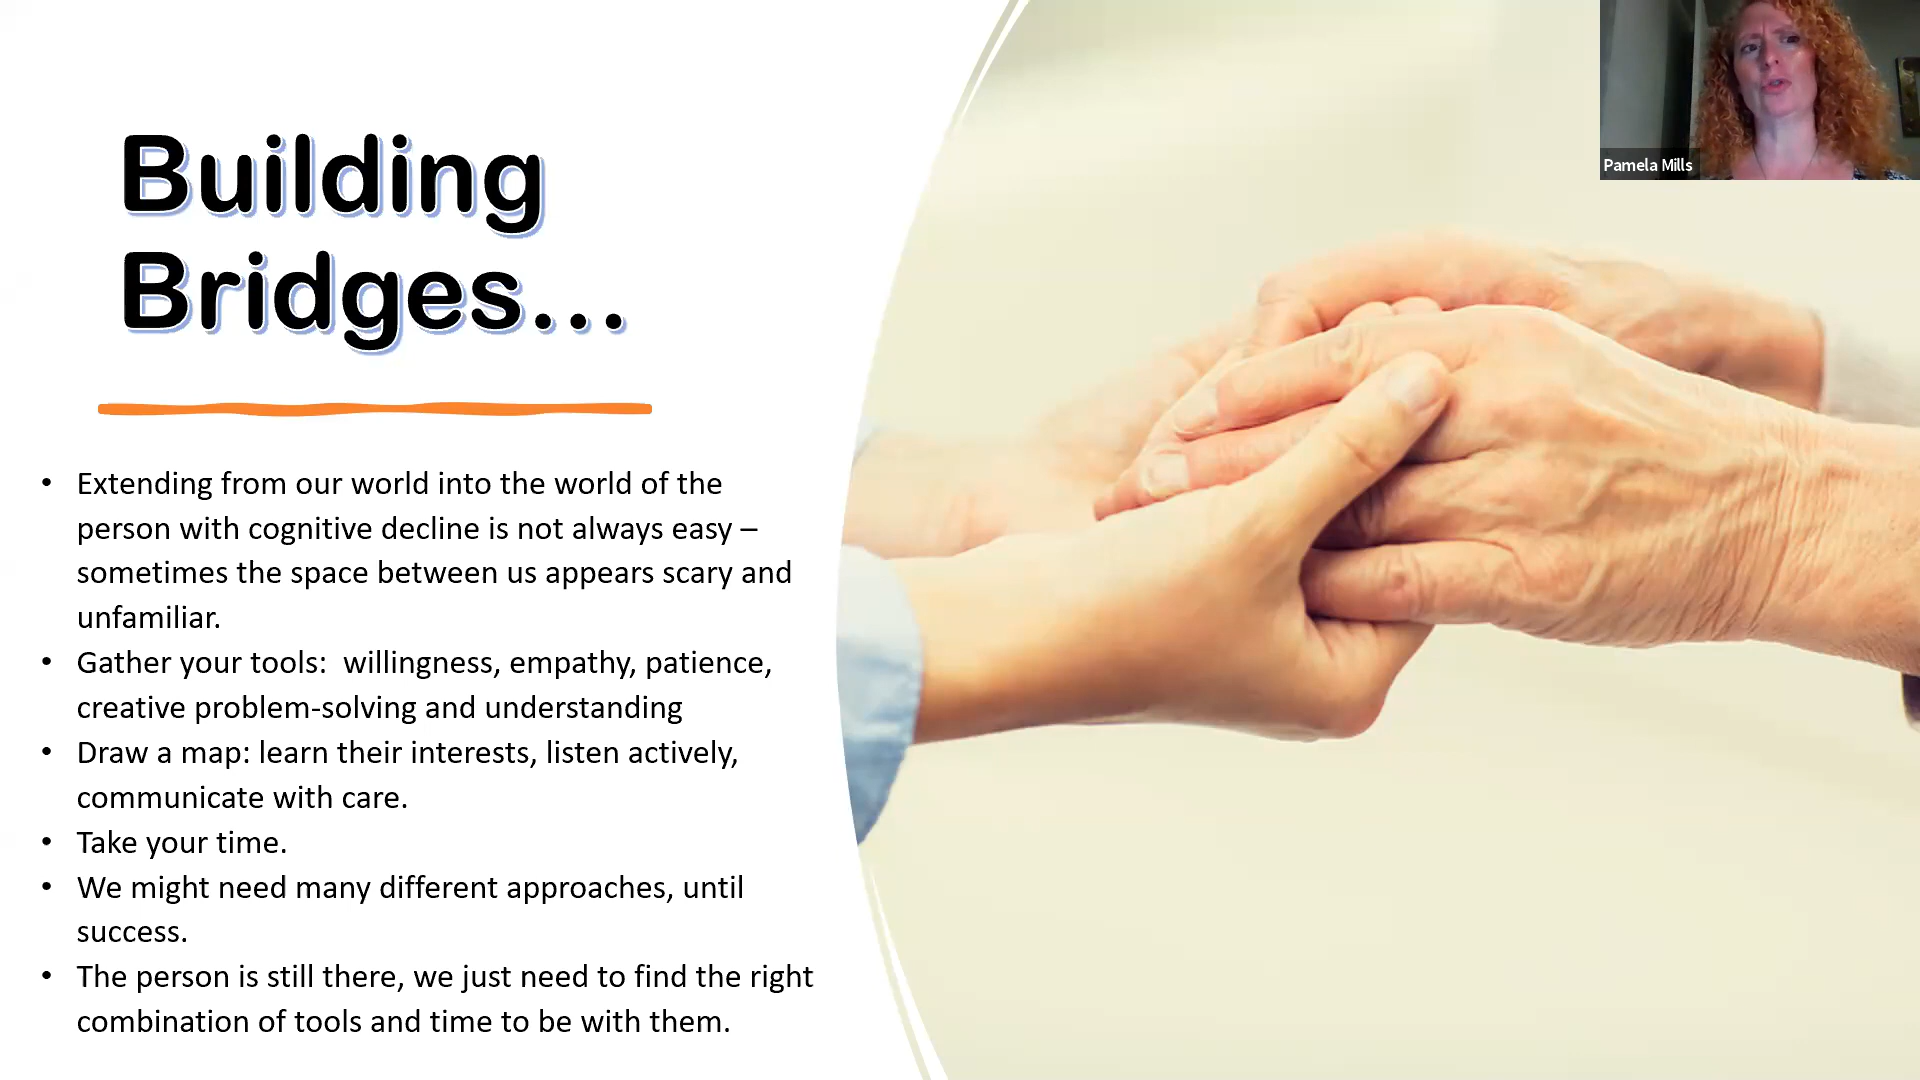 Building
Bridges...
Pamela Mills
• Extending from our world into the world of the
person with cognitive decline is not always easy –
sometimes the space between us appears scary and
unfamiliar.
• Gather your tools:  willingness, empathy, patience,
creative problem-solving and understanding
• Draw a map: learn their interests, listen actively,
communicate with care.
• Take your time.
• We might need many different approaches, until
success.
• The person is still there, we just need to find the right
combination of tools and time to be with them.